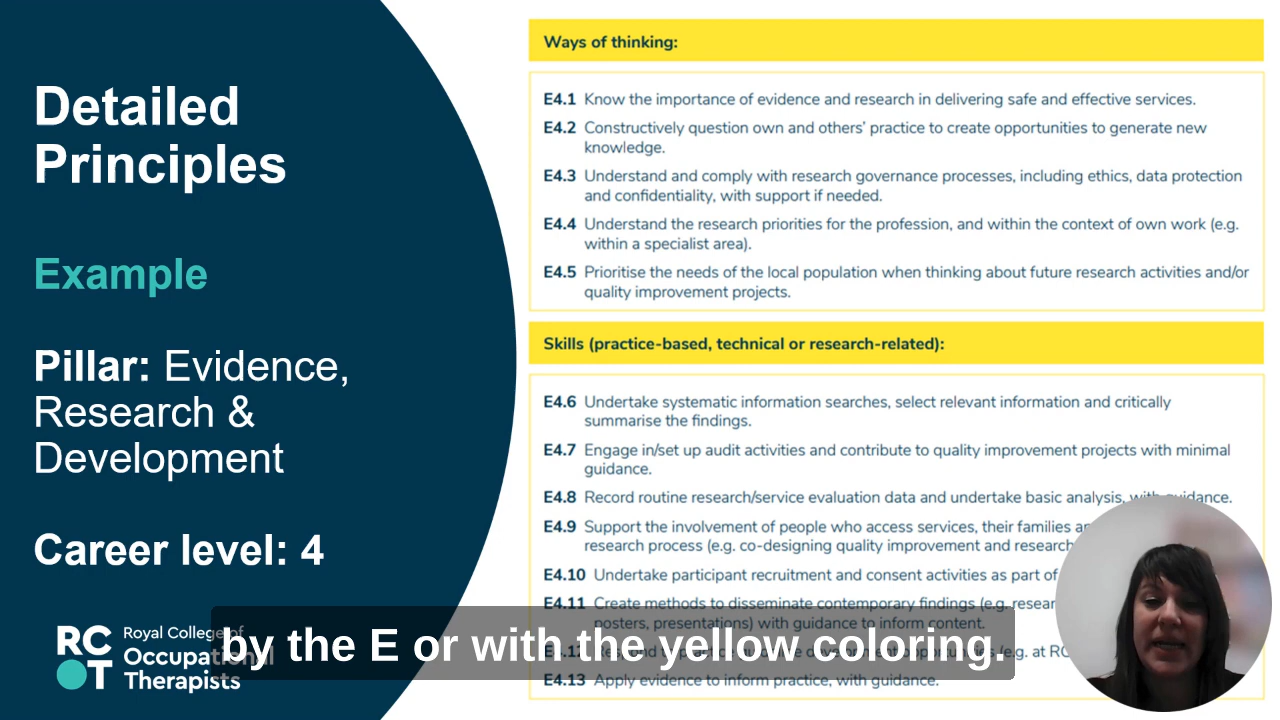 Detailed
Principles
Example
Pillar: Evidence,
Research &
Development
Career level: 4
RC
OT
Royal College of
Occupational
Therapists
Ways of thinking:
E4.1 Know the importance of evidence and research in delivering safe and effective services.
E4.2 Constructively question own and others' practice to create opportunities to generate new
knowledge.
E4.3 Understand and comply with research governance processes, including ethics, data protection
and confidentiality, with support if needed.
E4.4 Understand the research priorities for the profession, and within the context of own work (e.g.
within a specialist area).
E4.5 Prioritise the needs of the local population when thinking about future research activities and/or
quality improvement projects.
Skills (practice-based, technical or research-related):
E4.6 Undertake systematic information searches, select relevant information and critically
summarise the findings.
E4.7 Engage in/set up audit activities and contribute to quality improvement projects with minimal
guidance.
E4.8 Record routine research/service evaluation data and undertake basic analysis, with guidance.
E4.9 Support the involvement of people who access services, their families
research process (e.g. co-designing quality improvement and research
E4.10 Undertake participant recruitment and consent activities as part of
E4.11 Create methods to disseminate contemporary findings (e.g.
posters, presentations) with guidance to inform content.
E4.12
E4.13 Apply evidence to inform practice, with guidance.
by the E or with the yellow coloring.